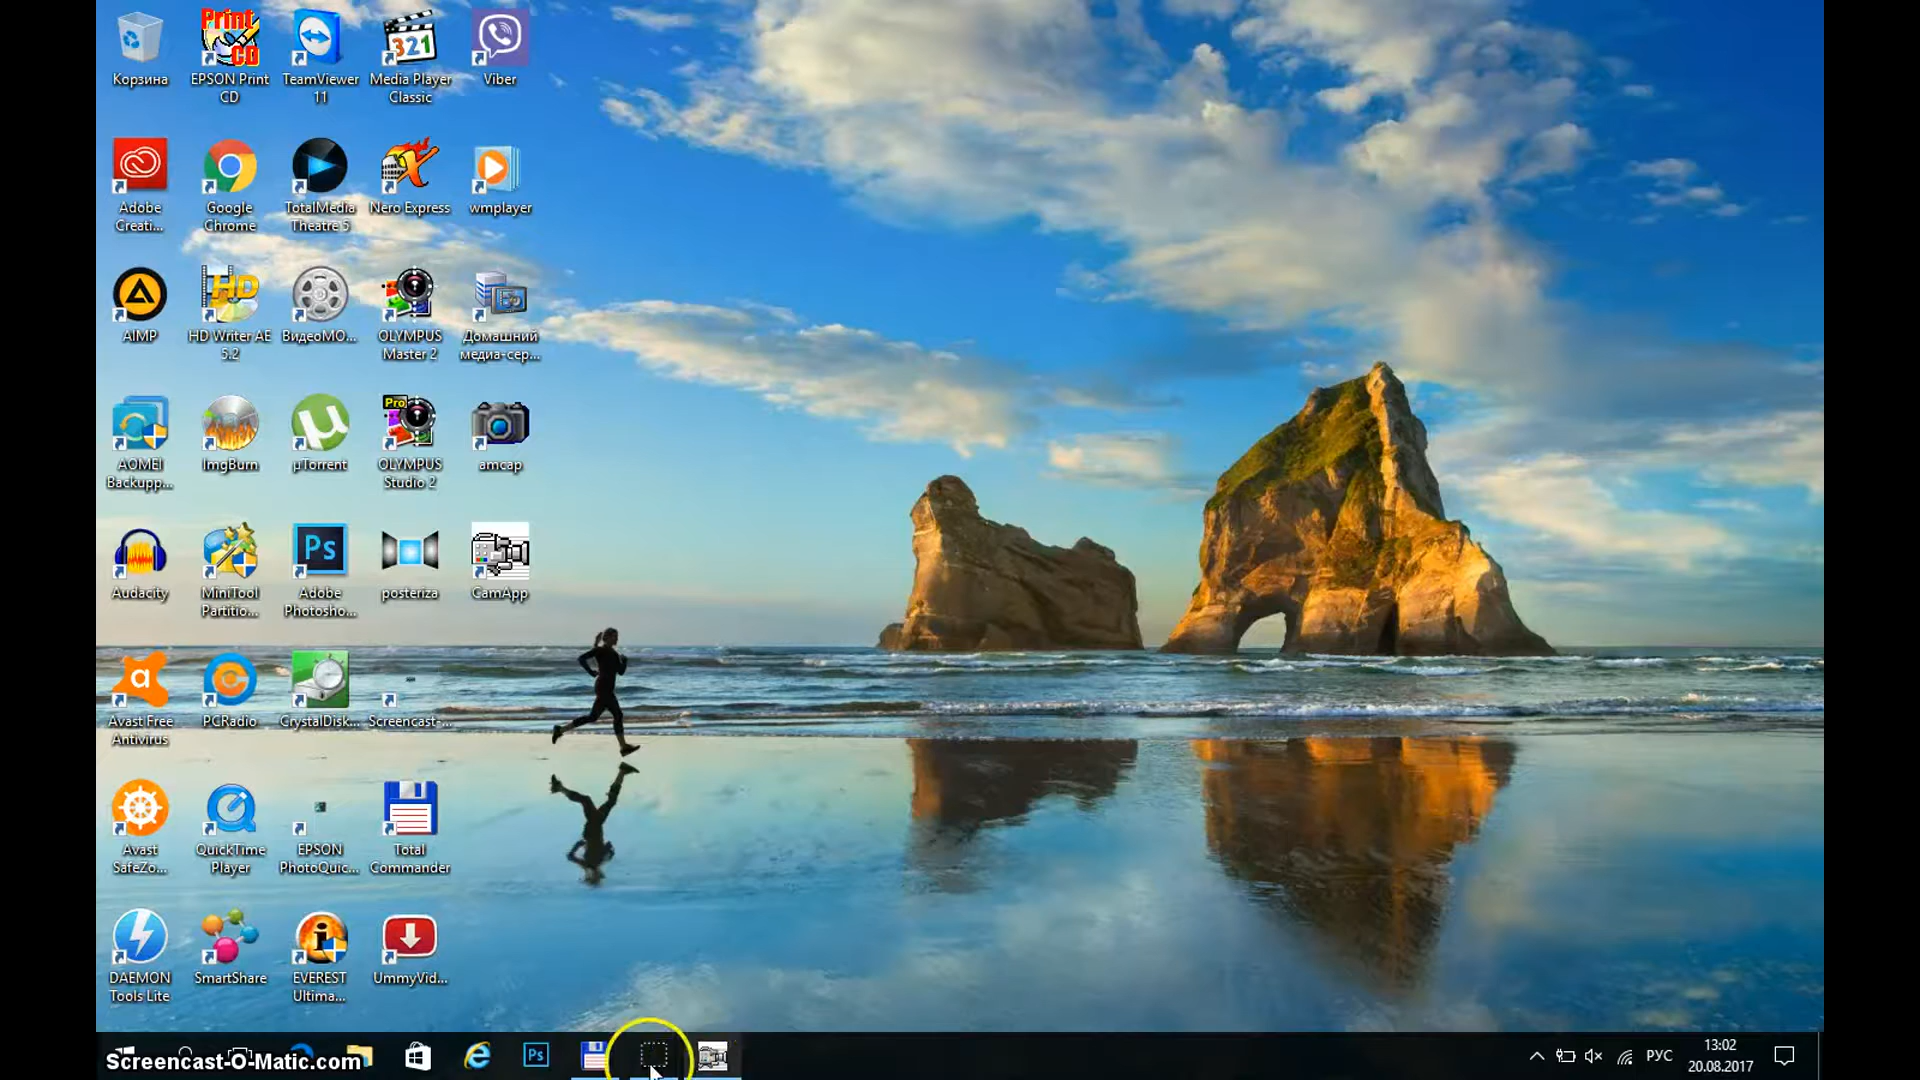 Print
CD
321
Корзина
EPSON Print
CD
TeamViewer
11
Media Player
Classic
Viber
Adobe
Creati...
Google
Chrome
TotalMedia
Theatre 5
Nero Express
wmplayer
HD
AIMP
HD Writer AE
5.2
ВидеоМО...
OLYMPUS
Master 2
Домашний
медиа-сер...
Pro
AOMEI
Backupp...
ImgBurn
µTorrent
OLYMPUS
Studio 2
amcap
Ps
Audacity
MiniTool
Partitio...
Adobe
Photosho...
posteriza
CamApp
a
Avast Free
Antivirus
PCRadio
CrystalDisk...
Screencast-...
Avast
SafeZo...
QuickTime
Player
EPSON
PhotoQuic...
Total
Commander
DAEMON
Tools Lite
SmartShare
EVEREST
Ultima...
UmmyVid...
Screencast-O-Matic.com
Ps
РУС
13:02
20.08.2017